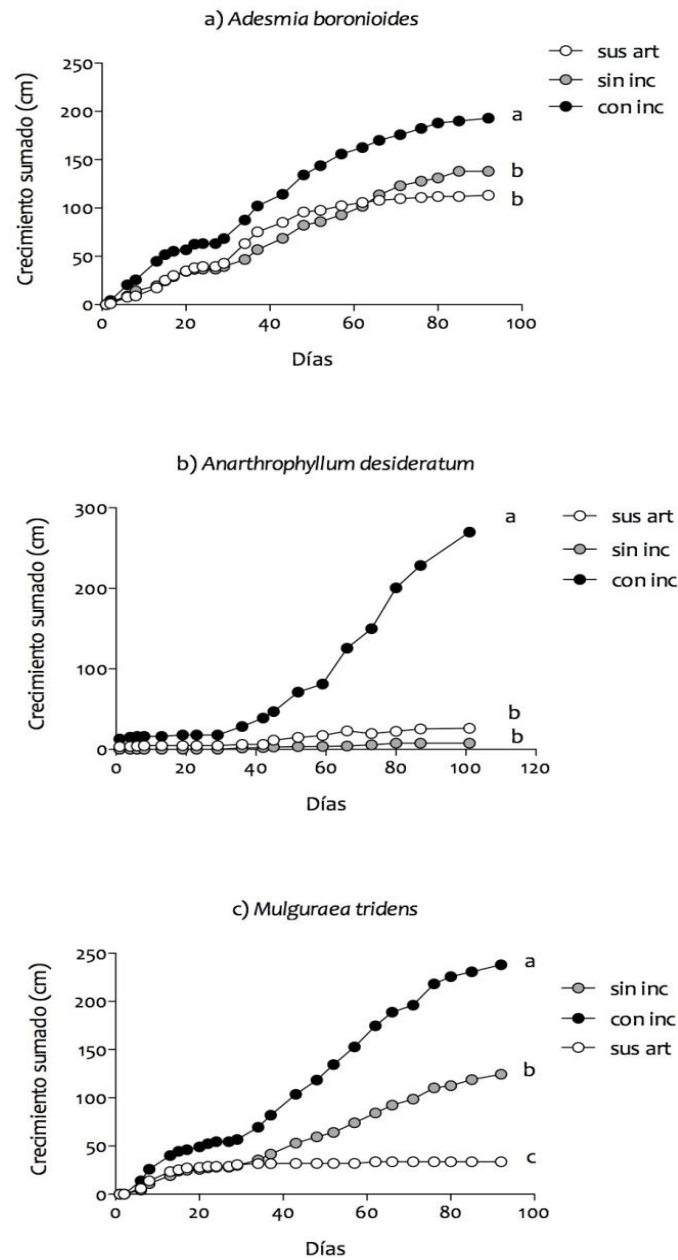 a) Adesmia boronioides
sus art
sin inc
con inc
Crecimiento sumado (cm)
250
200
150
100
50
0
0 20 40 60 80 100
Días
a
b
b
b) Anarthrophyllum desideratum
sus art
sin inc
con inc
Crecimiento sumado (cm)
300
200
100
0
0 20 40 60 80 100 120
Días
a
b
b
c) Mulguraea tridens
sin inc
con inc
sus art
Crecimiento sumado (cm)
250
200
150
100
50
0
0 20 40 60 80 100
Días
a
b
c